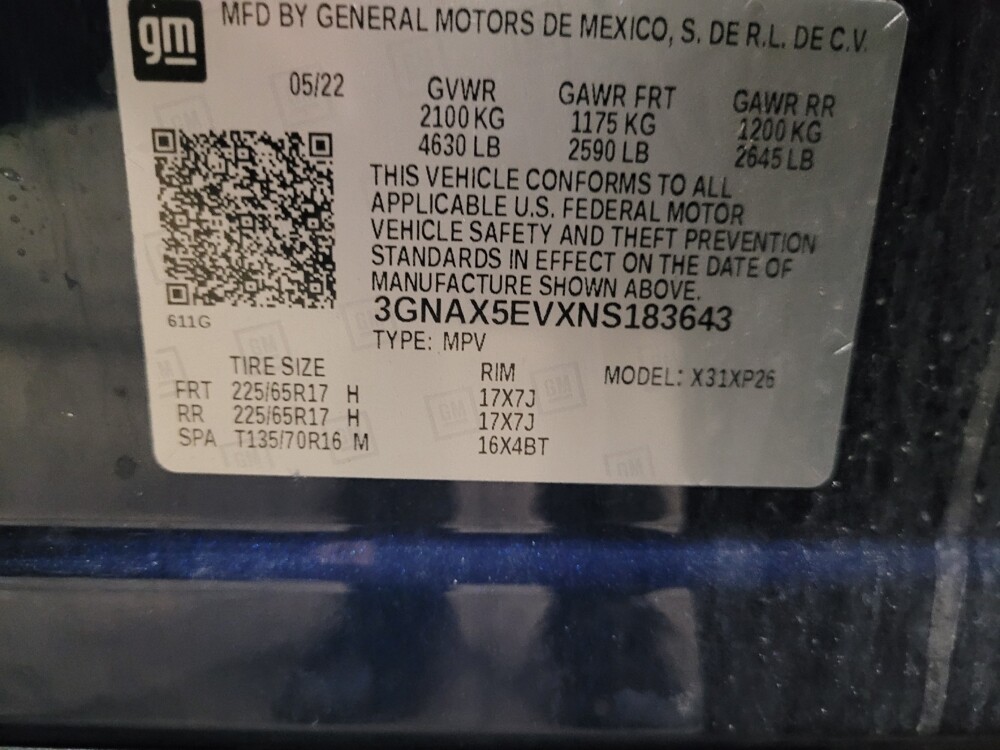 gm
MFD BY GENERAL MOTORS DE MEXICO, S. DE R.L. DE C.V.
05/22 GVWR GAWR FRT GAWR RR
2100 KG 1175 KG 1200 KG
4630 LB 2590 LB 2645 LB
THIS VEHICLE CONFORMS TO ALL
APPLICABLE U.S. FEDERAL MOTOR
VEHICLE SAFETY AND THEFT PREVENTION
STANDARDS IN EFFECT ON THE DATE OF
MANUFACTURE SHOWN ABOVE.
611G
3GNAX5EVXNS183643
TYPE: MPV
TIRE SIZE RIM MODEL: X31XP26
FRT 225/65R17 H 17X7J
RR 225/65R17 H 17X7J
SPA T135/70R16 M 16X4BT